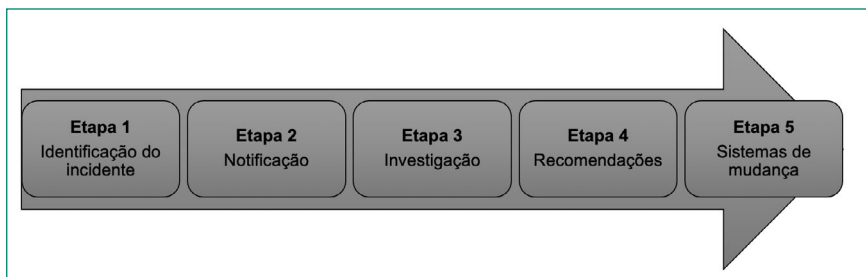 Etapa 1
Identificação do
incidente
Etapa 2
Notificação
Etapa 3
Investigação
Etapa 4
Recomendações
Etapa 5
Sistemas de
mudança